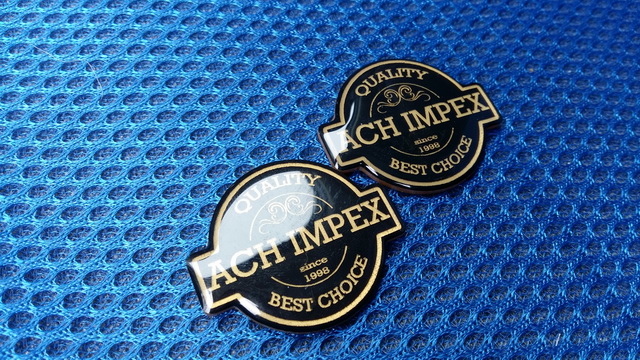 QUALITY
ACH IMPEX
since
1998
BEST CHOICE
QUALITY
ACH IMPEX
since
1998
BEST CHOICE